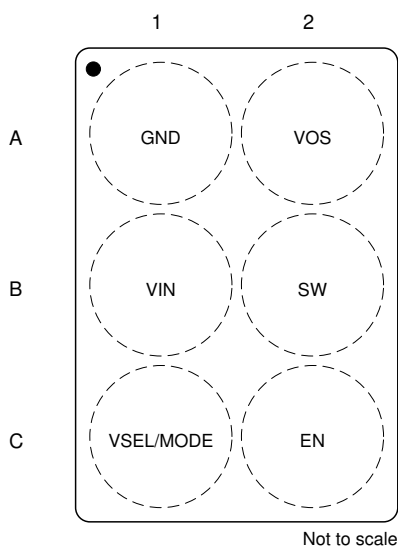 1 2
A GND VOS
B VIN SW
C VSEL/MODE EN
Not to scale